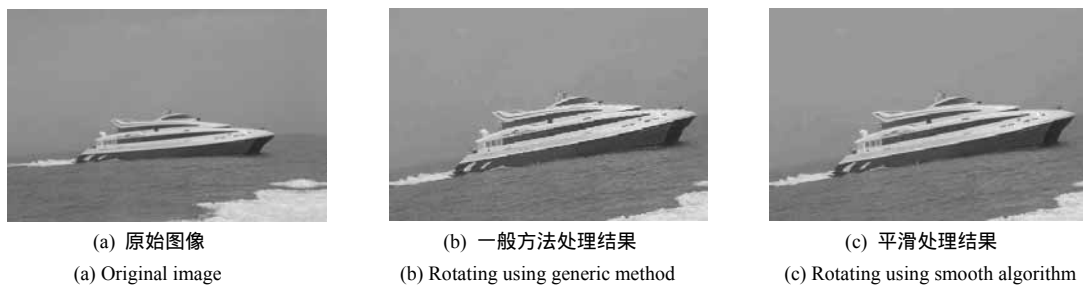 (a) 原始图像
(b) 一般方法处理结果
(c) 平滑处理结果
(a) Original image
(b) Rotating using generic method
(c) Rotating using smooth algorithm